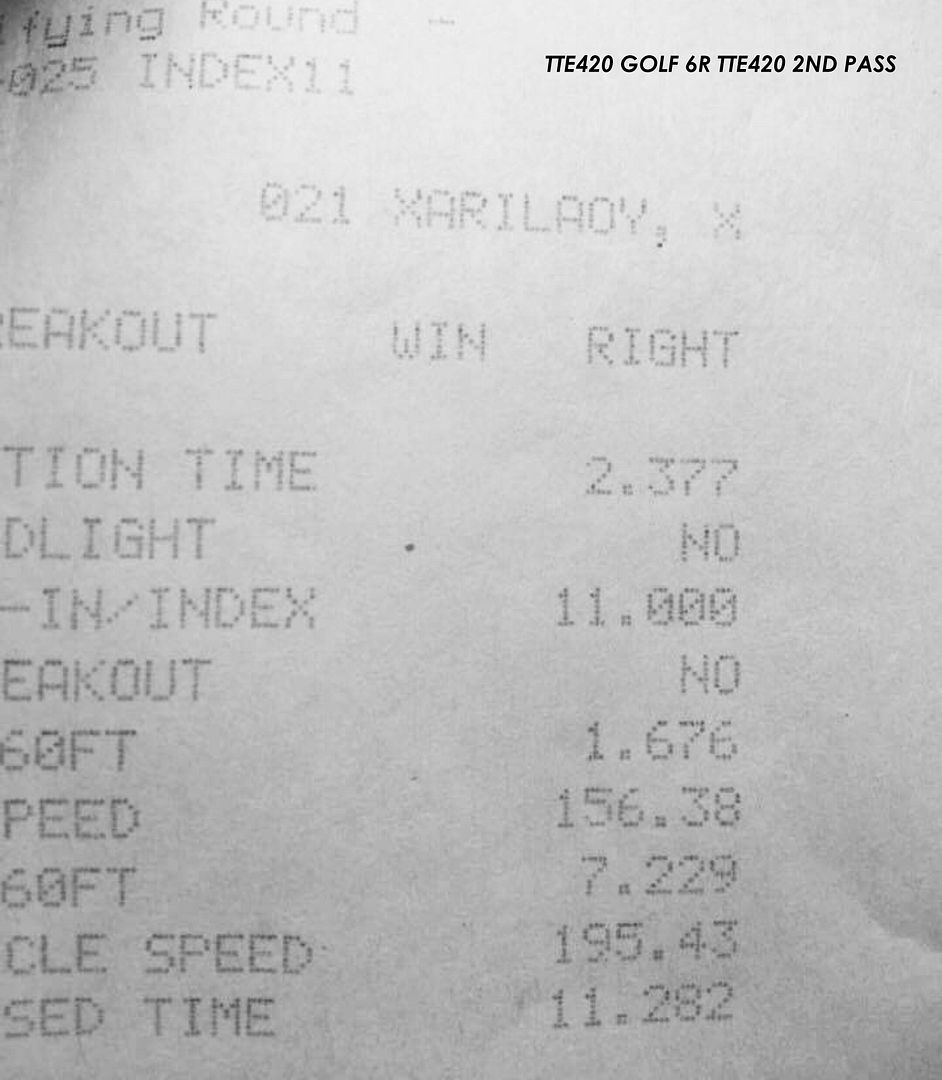 ifying Round -
TTE420 GOLF 6R TTE420 2ND PASS
-025 INDEX11
021 XARILAOY, X
REAKOUT WIN RIGHT
TION TIME 2.377
DLIGHT NO
-IN/INDEX 11.000
EAKOUT NO
60FT 1.676
PEED 156.38
60FT 7.229
CLE SPEED 195.43
SED TIME 11.282